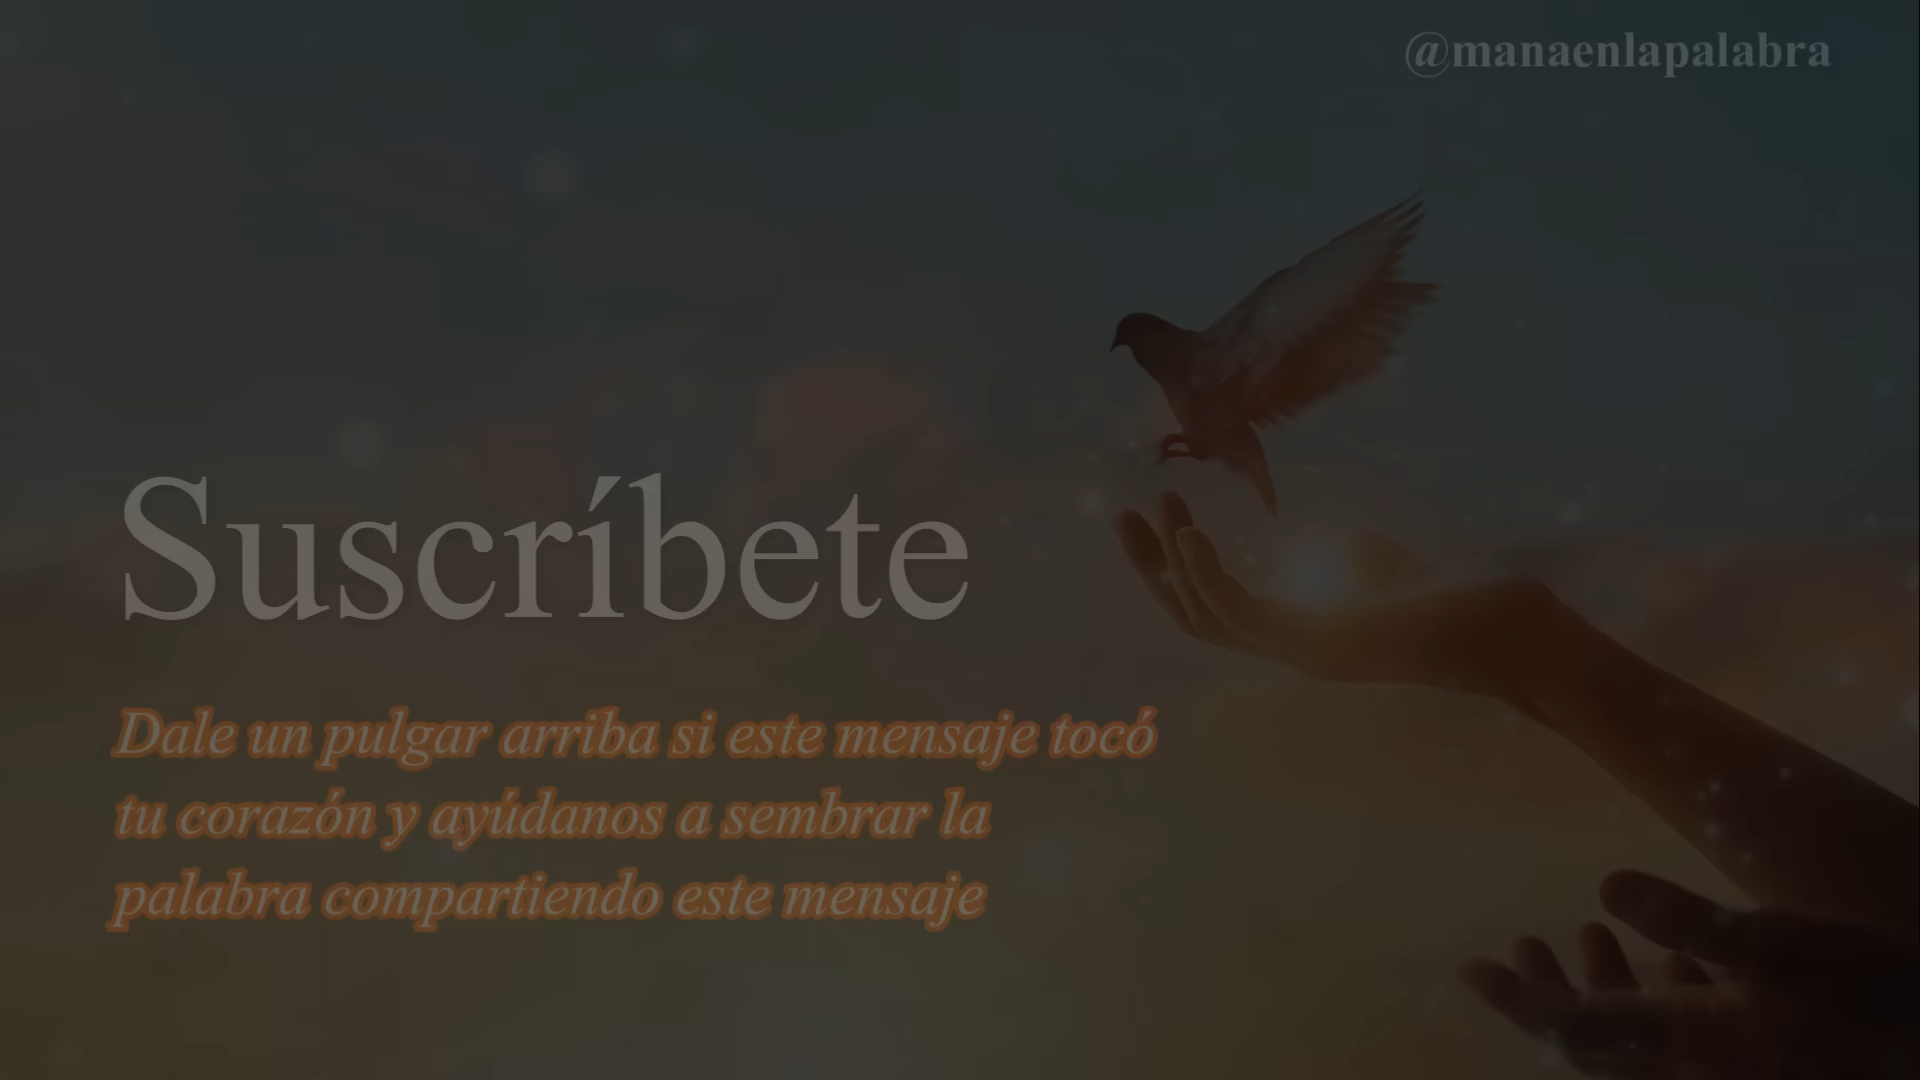 @manaenlapalabra
Suscríbete
Dale un pulgar arriba si este mensaje tocó
tu corazón y ayúdanos a sembrar la
palabra compartiendo este mensaje